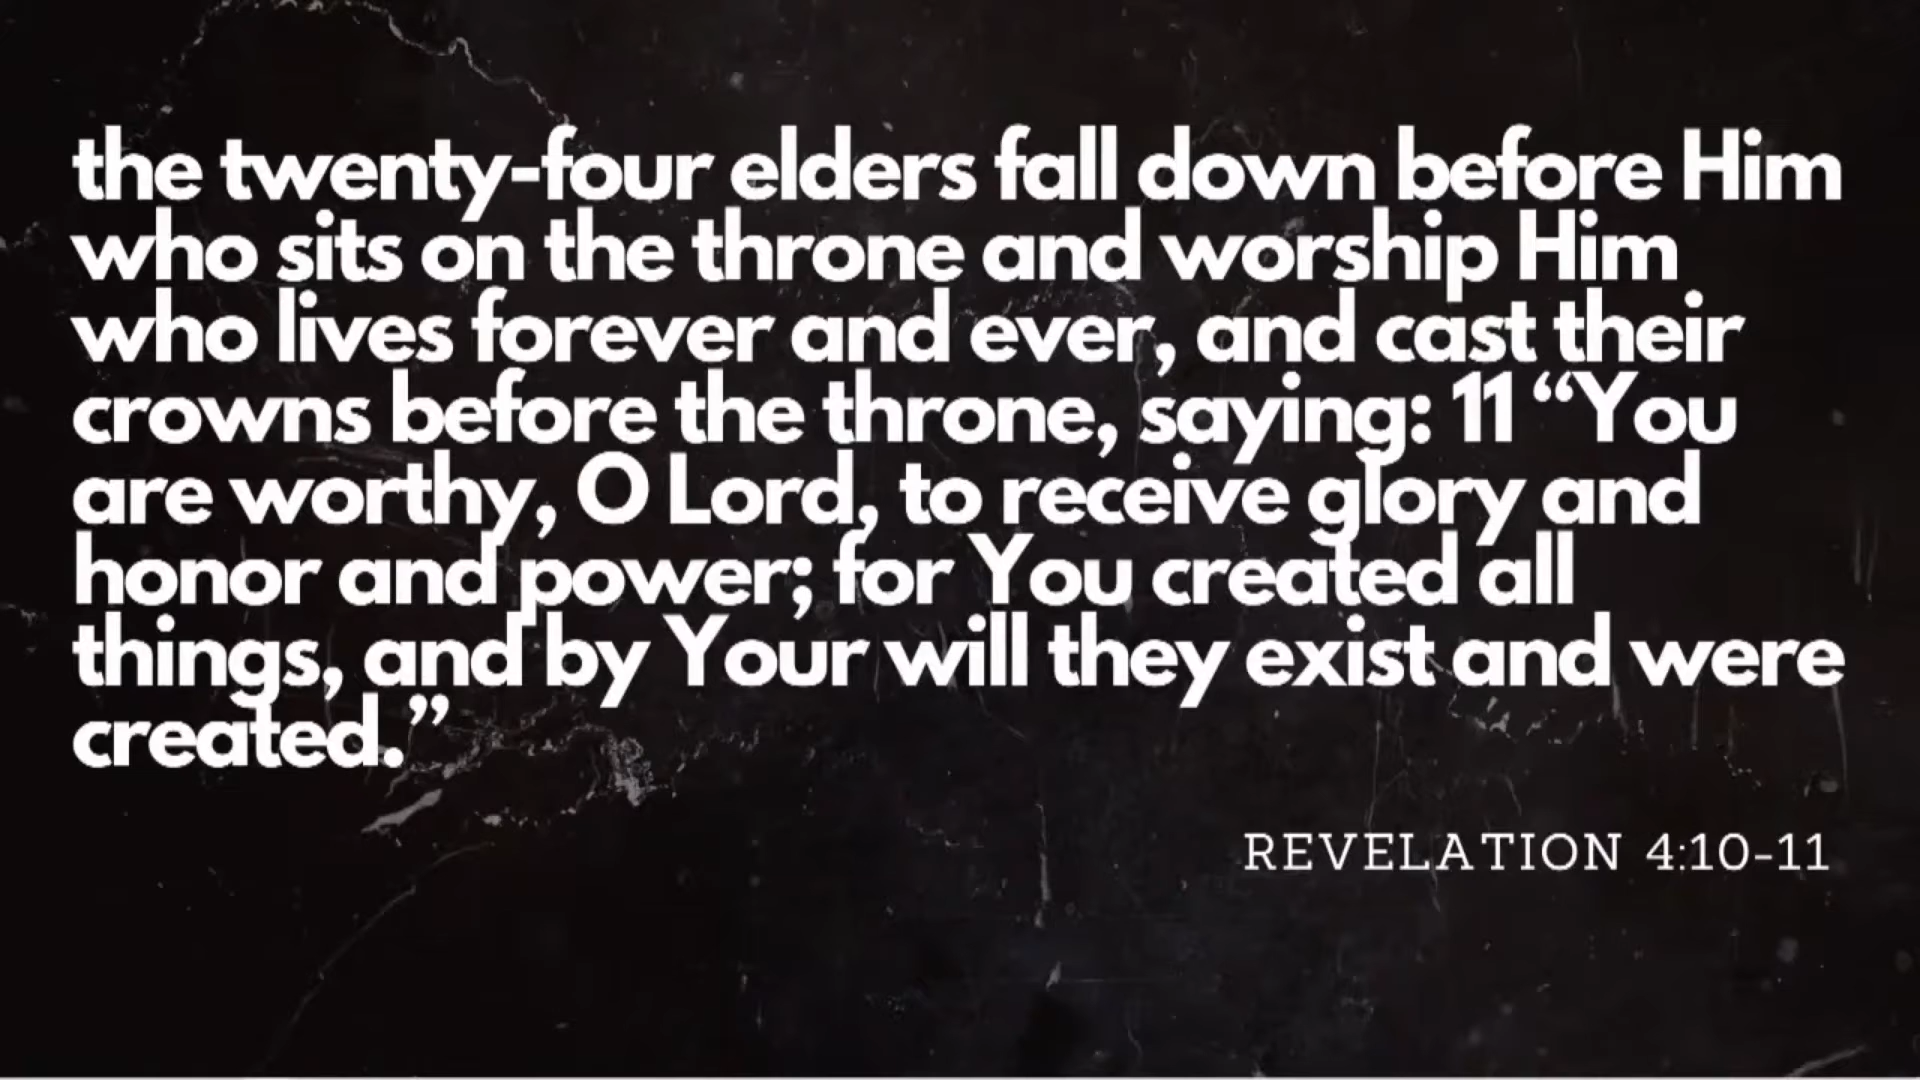 the twenty-four elders fall down before Him
who sits on the throne and worship Him
who lives forever and ever, and cast their
crowns before the throne, saying: 11 “You
are worthy, O Lord, to receive glory and
honor and power; for You created all
things, and by Your will they exist and were
created.”
REVELATION 4:10-11